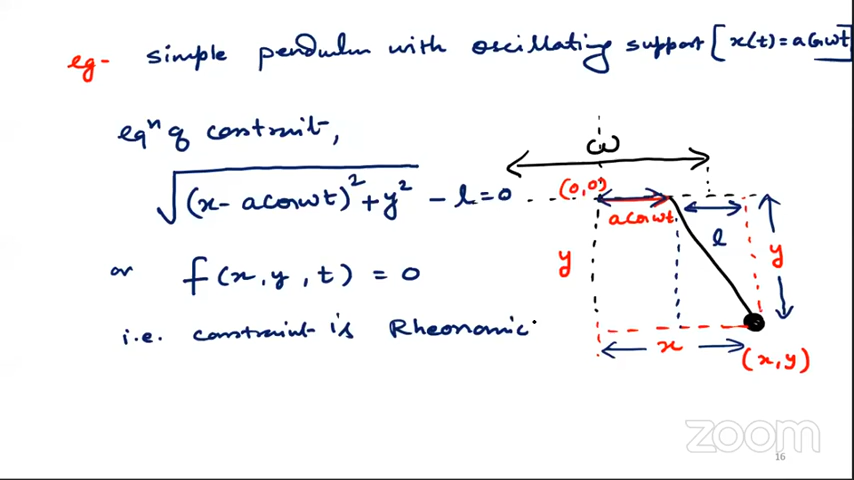 eg- simple pendulum with oscillating support [x(t) = a cos ωt]
eqⁿ of constraint,
√((x - a cos ωt)² + y²) - l = 0
or f(x, y, t) = 0
i.e. constraint is Rheonomic
ω
(0,0)
a cos ωt
l
y
y
x
(x, y)
zoom
16